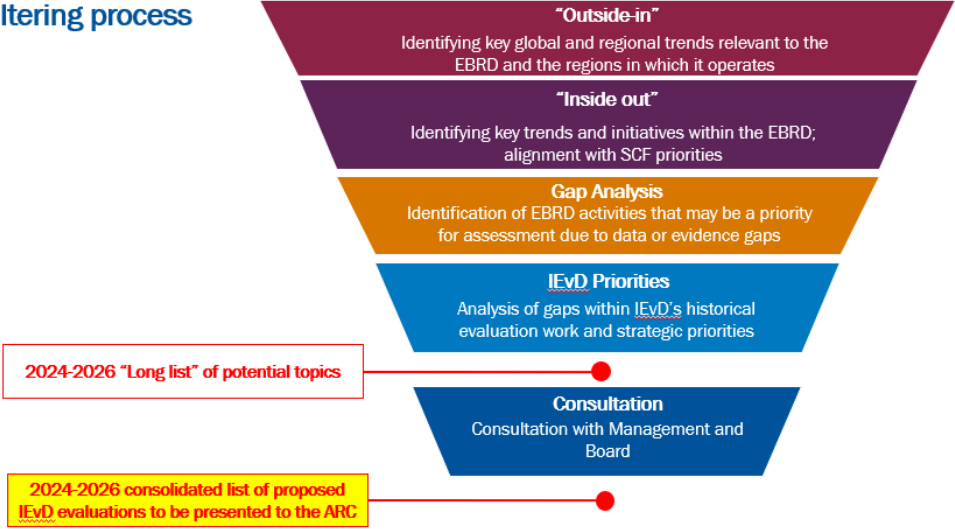 ltering process
“Outside-in”
Identifying key global and regional trends relevant to the
EBRD and the regions in which it operates
“Inside out”
Identifying key trends and initiatives within the EBRD;
alignment with SCF priorities
Gap Analysis
Identification of EBRD activities that may be a priority
for assessment due to data or evidence gaps
IEvD Priorities
Analysis of gaps within IEvD’s historical
evaluation work and strategic priorities
2024-2026 “Long list” of potential topics
Consultation
Consultation with Management and
Board
2024-2026 consolidated list of proposed
IEvD evaluations to be presented to the ARC